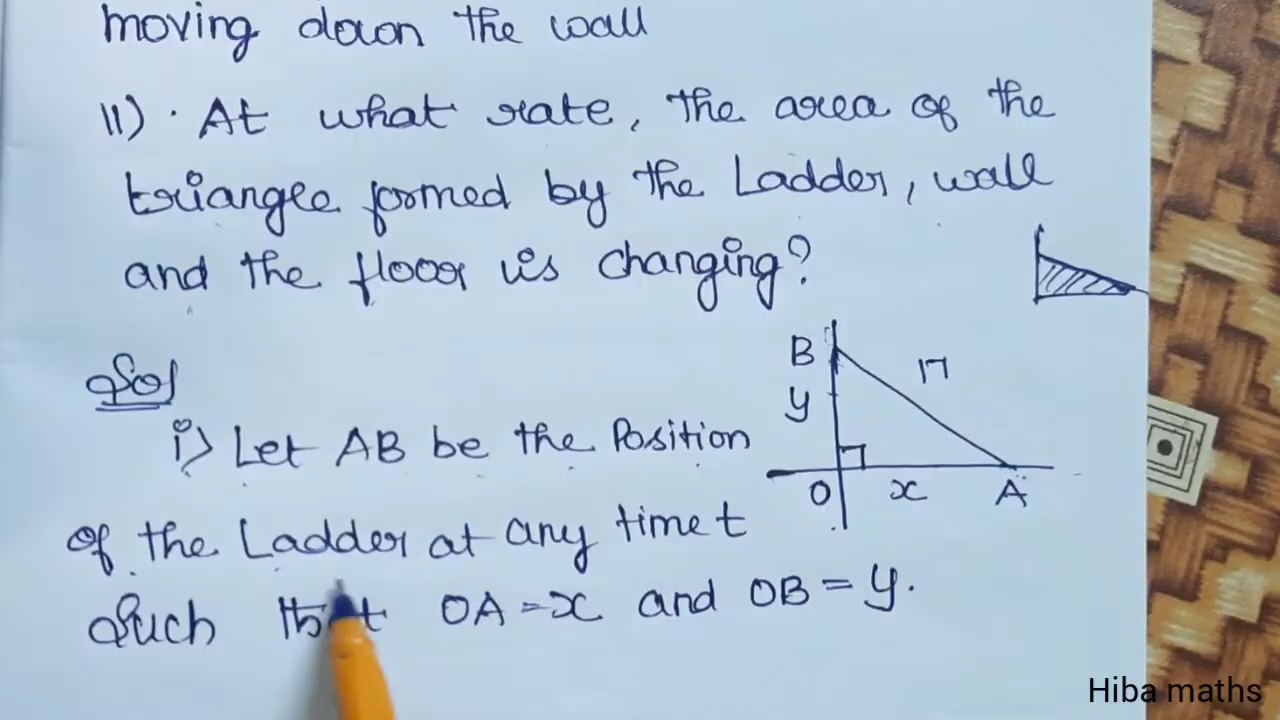 moving down the wall
11) · At what rate, the area of the
triangle formed by the Ladder, wall
and the floor is changing?
Sol
i) Let AB be the Position
of the Ladder at any time t
Such that OA = x and OB = y.
B
17
y
O x A
Hiba maths